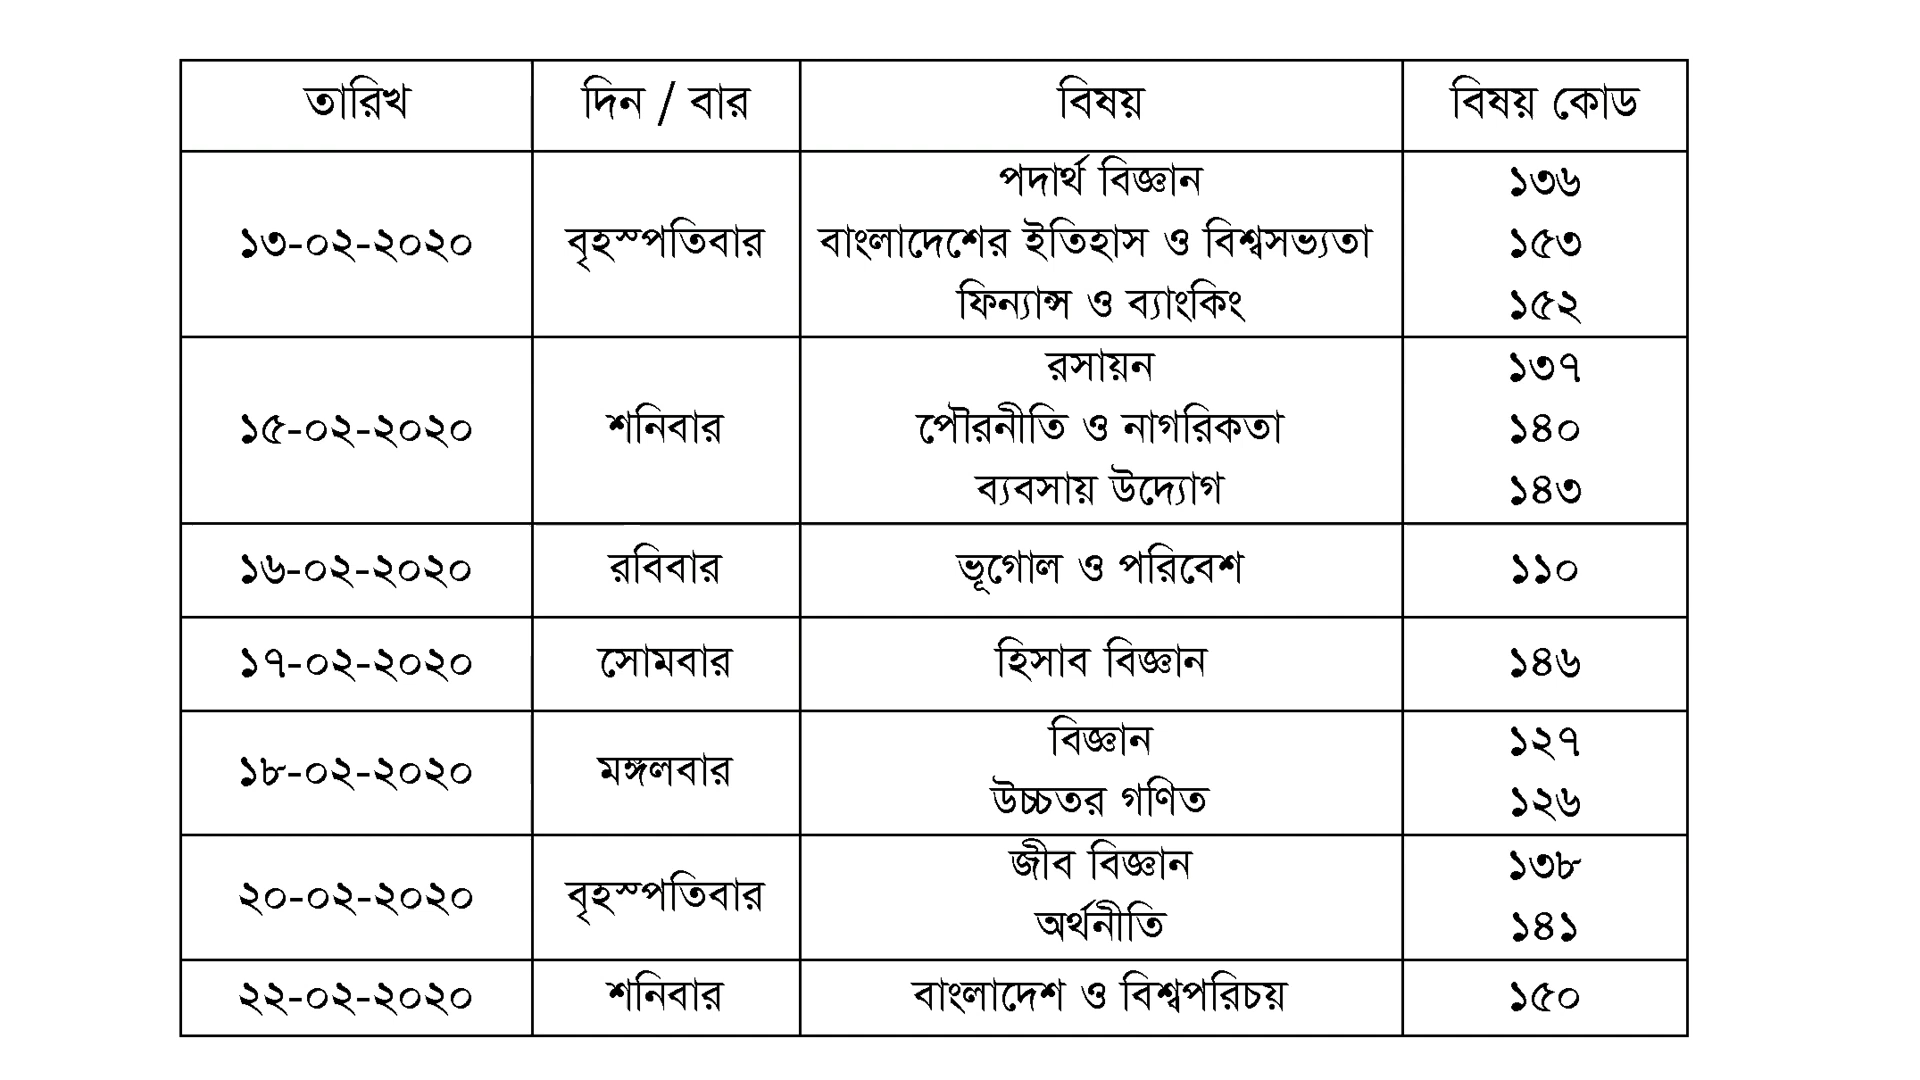 তারিখ দিন / বার বিষয় বিষয় কোড
পদার্থ বিজ্ঞান ১৩৬
১৩-০২-২০২০ বৃহস্পতিবার বাংলাদেশের ইতিহাস ও বিশ্বসভ্যতা ১৫৩
ফিন্যান্স ও ব্যাংকিং ১৫২
রসায়ন ১৩৭
১৫-০২-২০২০ শনিবার পৌরনীতি ও নাগরিকতা ১৪০
ব্যবসায় উদ্যোগ ১৪৩
১৬-০২-২০২০ রবিবার ভূগোল ও পরিবেশ ১১০
১৭-০২-২০২০ সোমবার হিসাব বিজ্ঞান ১৪৬
বিজ্ঞান ১২৭
১৮-০২-২০২০ মঙ্গলবার
উচ্চতর গণিত ১২৬
জীব বিজ্ঞান ১৩৮
২০-০২-২০২০ বৃহস্পতিবার
অর্থনীতি ১৪১
২২-০২-২০২০ শনিবার বাংলাদেশ ও বিশ্বপরিচয় ১৫০